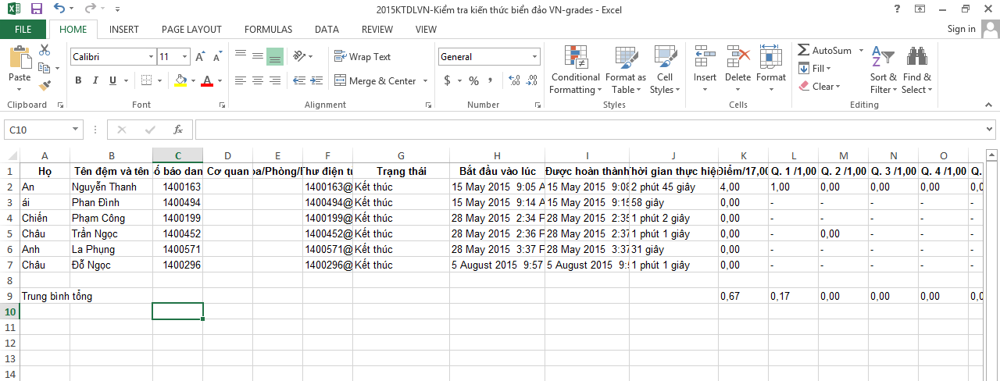 2015KTDLVN-Kiểm tra kiến thức biển đảo VN-grades - Excel
FILE HOME INSERT PAGE LAYOUT FORMULAS DATA REVIEW VIEW Sign in
Paste Calibri 11 Wrap Text General Conditional Formatting Format as Table Cell Styles Insert Delete Format AutoSum Fill Clear Sort & Filter Find & Select
B I U Merge & Center $ % ,
Clipboard Font Alignment Number Styles Cells Editing
C10 fx
A B C D E F G H I J K L M N O
1 Họ Tên đệm và tên ố báo dan Cơ quan oa/Phòng/I hư điện tử Trạng thái Bắt đầu vào lúc Được hoàn thành hời gian thực hiệ Điểm/17,00 Q. 1 /1,00 Q. 2 /1,00 Q. 3 /1,00 Q. 4 /1,00 Q.
2 An Nguyễn Thanh 1400163 1400163@ Kết thúc 15 May 2015 9:05 A 15 May 2015 9:08 2 phút 45 giây 4,00 1,00 0,00 0,00 0,00 0,0
3 ái Phan Đình 1400494 1400494@ Kết thúc 15 May 2015 9:14 A 15 May 2015 9:15 58 giây 0,00 - - - - -
4 Chiến Phạm Công 1400199 1400199@ Kết thúc 28 May 2015 2:34 P 28 May 2015 2:35 1 phút 2 giây 0,00 - - - - -
5 Châu Trần Ngọc 1400452 1400452@ Kết thúc 28 May 2015 2:36 P 28 May 2015 2:37 1 phút 1 giây 0,00 - 0,00 - - -
6 Anh La Phụng 1400571 1400571@ Kết thúc 28 May 2015 3:37 P 28 May 2015 3:37 31 giây 0,00 - - - - -
7 Châu Đỗ Ngọc 1400296 1400296@ Kết thúc 5 August 2015 9:57 5 August 2015 9:5 1 phút 1 giây 0,00 - - - - -
8
9 Trung bình tổng 0,67 0,17 0,00 0,00 0,00 0,0
10
11
12
13
14